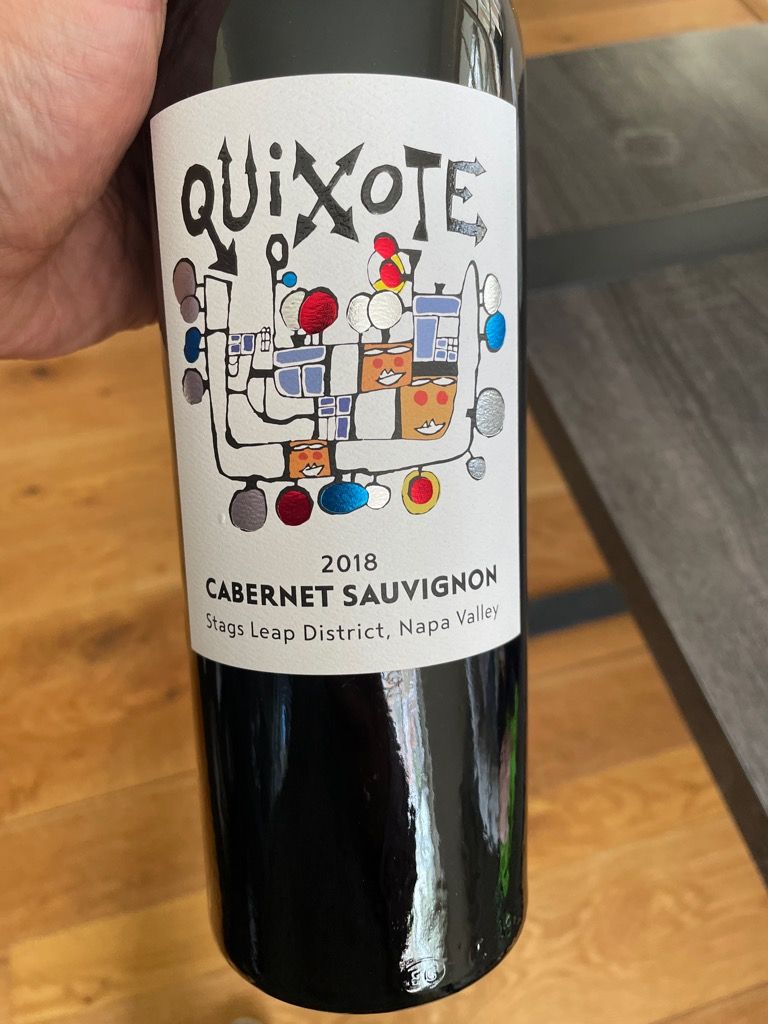 QUiXOTE
2018
CABERNET SAUVIGNON
Stags Leap District, Napa Valley